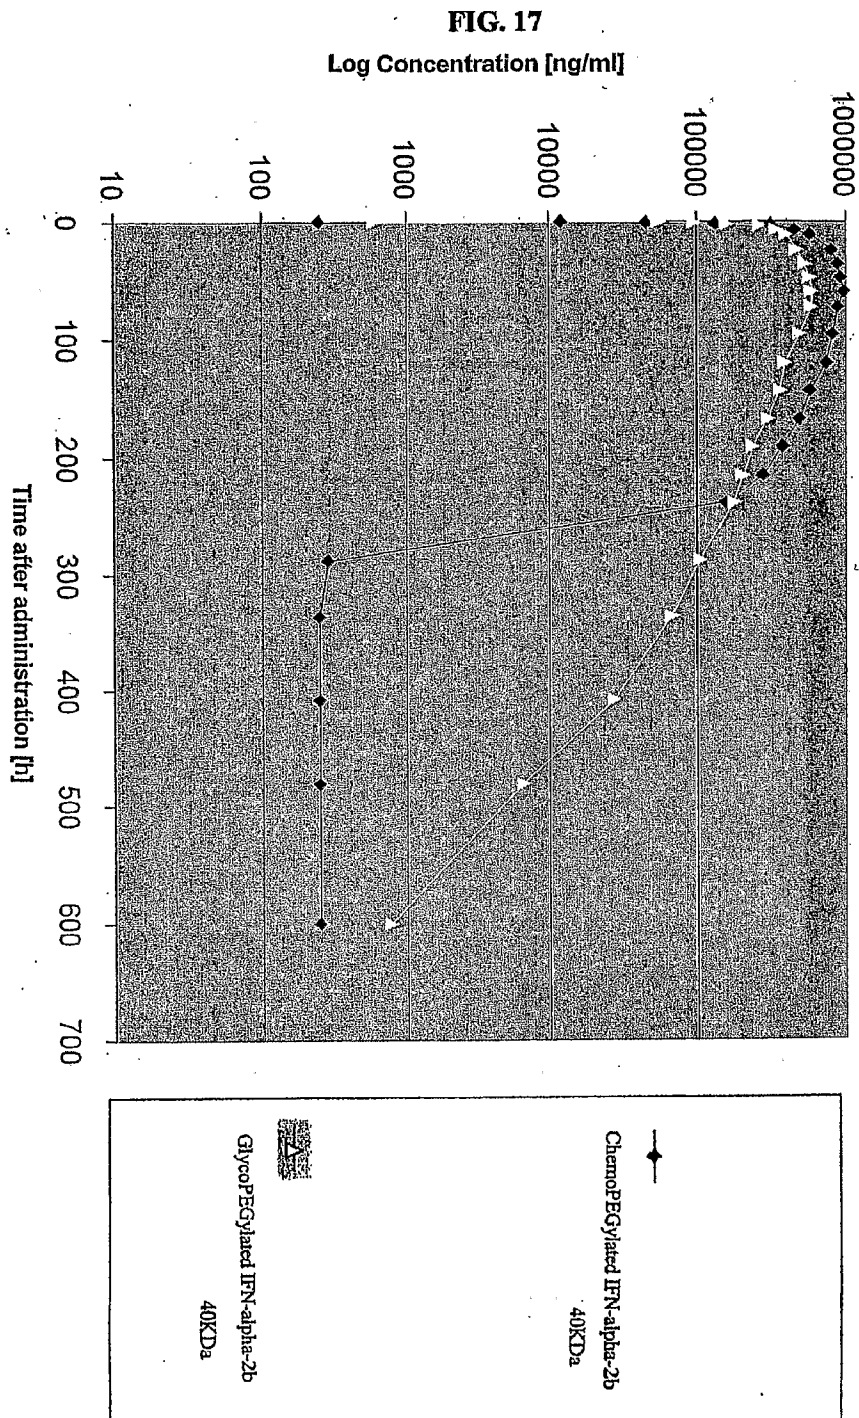 FIG. 17
Log Concentration [ng/ml]
1000000
100000
10000
1000
100
10
0
100
200
300
400
500
600
700
Time after administration [h]
ChemoPEGylated IFN-alpha-2b
40KDa
GlycoPEGylated IFN-alpha-2b
40KDa